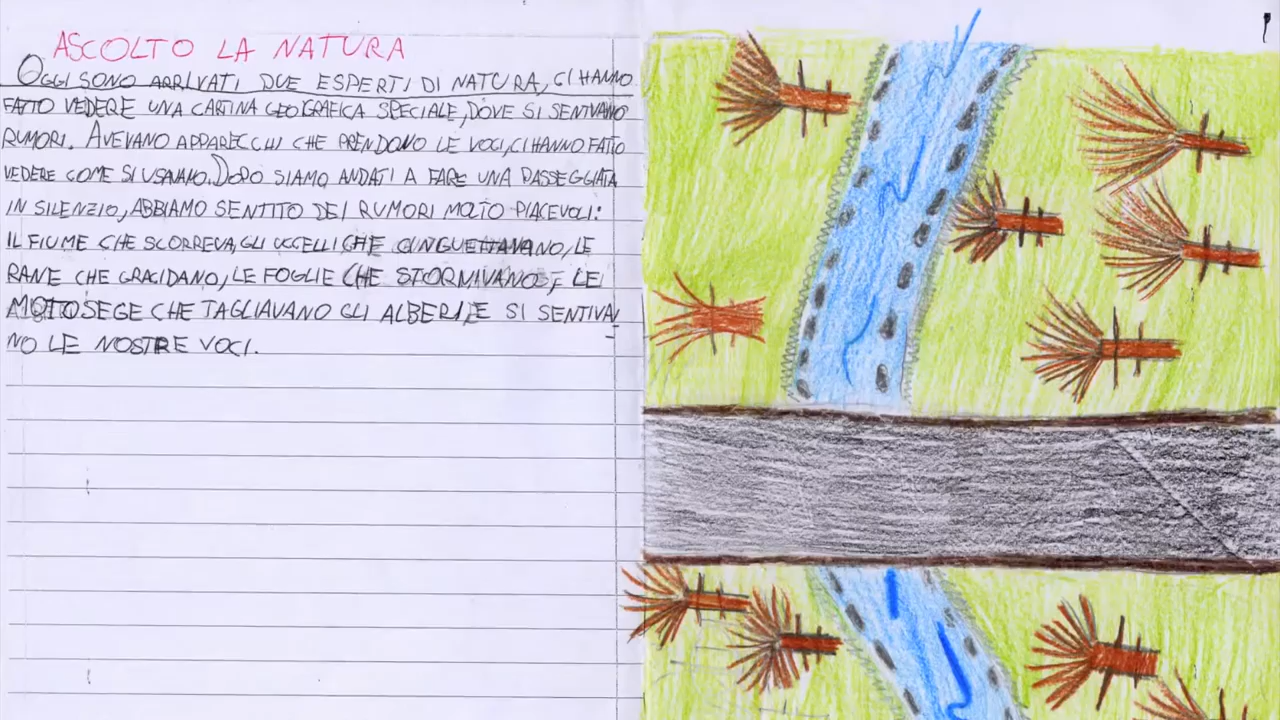 ASCOLTO LA NATURA
OGGI SONO ARRIVATI DUE ESPERTI DI NATURA, CI HANNO
FATTO VEDERE UNA CARTINA GEOGRAFICA SPECIALE, DOVE SI SENTIVANO
RUMORI. AVEVANO APPARECCHI CHE PRENDONO LE VOCI, CI HANNO FATTO
VEDERE COME SI USAVANO. DOPO SIAMO ANDATI A FARE UNA PASSEGGIATA
IN SILENZIO, ABBIAMO SENTITO DEI RUMORI MOLTO PIACEVOLI:
IL FIUME CHE SCORREVA, GLI UCCELLI CHE CINGUETTAVANO, LE
RANE CHE GRACIDANO, LE FOGLIE CHE STORMIVANO, LE
MOTOSEGE CHE TAGLIAVANO GLI ALBERI, E SI SENTIVA
NO LE NOSTRE VOCI.